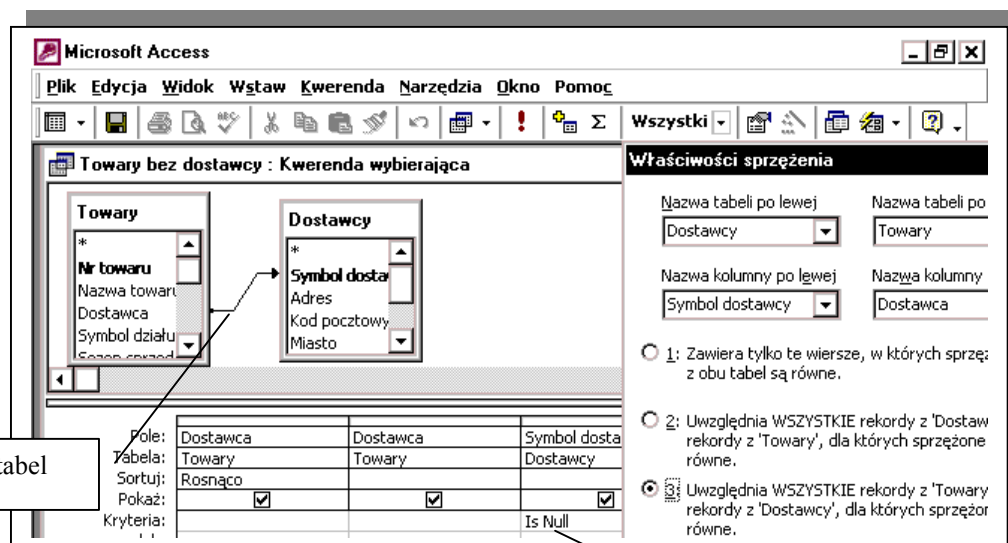 Microsoft Access
Plik Edycja Widok Wstaw Kwerenda Narzędzia Okno Pomoc
Wszystki
Towary bez dostawcy : Kwerenda wybierająca
Towary
*
Nr towaru
Nazwa towaru
Dostawca
Symbol działu
Dostawcy
*
Symbol dosta
Adres
Kod pocztowy
Miasto
Właściwości sprzężenia
Nazwa tabeli po lewej Nazwa tabeli po
Dostawcy Towary
Nazwa kolumny po lewej Nazwa kolumny
Symbol dostawcy Dostawca
1: Zawiera tylko te wiersze, w których
z obu tabel są równe.
2: Uwzględnia WSZYSTKIE rekordy z 'Dostaw
rekordy z 'Towary', dla których sprzężone
równe.
3: Uwzględnia WSZYSTKIE rekordy z 'Towary
rekordy z 'Dostawcy', dla których
równe.
Pole: Dostawca Dostawca Symbol dosta
Tabela: Towary Towary Dostawcy
Sortuj: Rosnąco
Pokaż:
Kryteria: Is Null
tabel